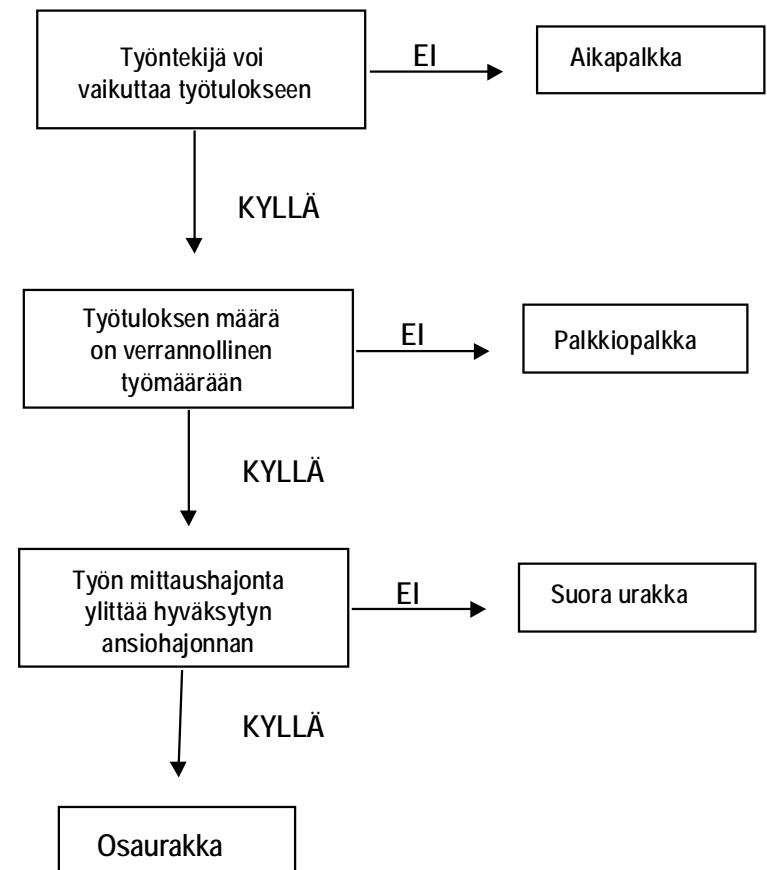 Työntekijä voi
vaikuttaa työtulokseen
EI
Aikapalkka
KYLLÄ
Työtuloksen määrä
on verrannollinen
työmäärään
EI
Palkkiopalkka
KYLLÄ
Työn mittaushajonta
ylittää hyväksytyn
ansiohajonnan
EI
Suora urakka
KYLLÄ
Osaurakka